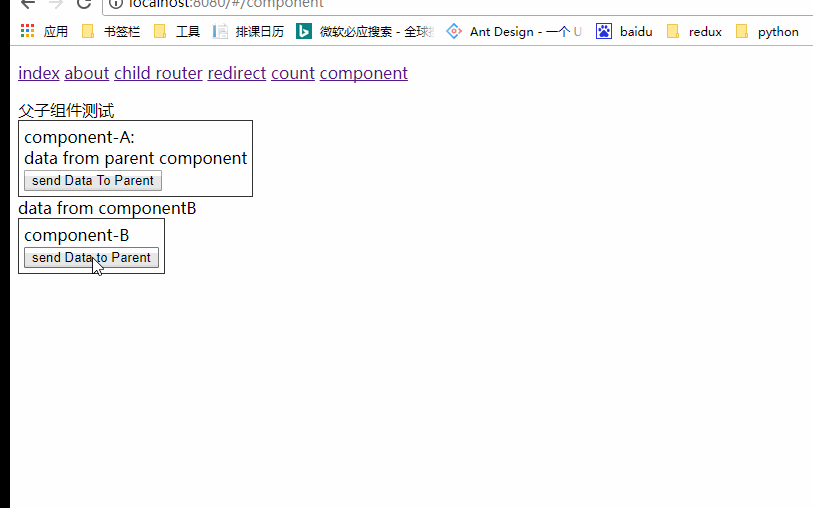 localhost:8080/#/component
应用 书签栏 工具 排课日历 微软必应搜索 - 全球 Ant Design - 一个 U baidu redux python
index about child router redirect count component
父子组件测试
component-A:
data from parent component
send Data To Parent
data from componentB
component-B
send Data to Parent